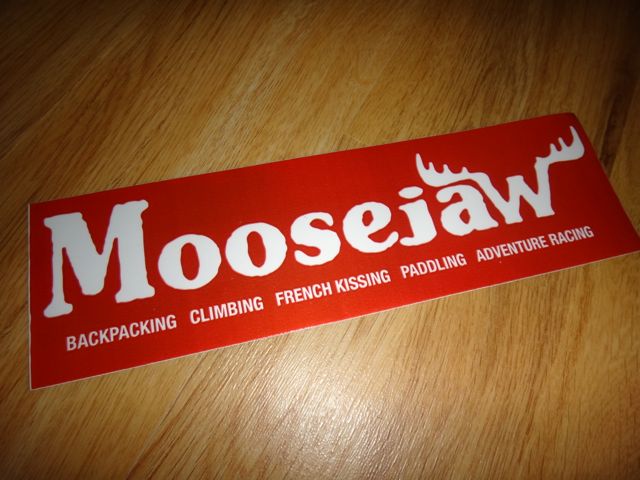 Moosejaw
BACKPACKING CLIMBING FRENCH KISSING PADDLING ADVENTURE RACING